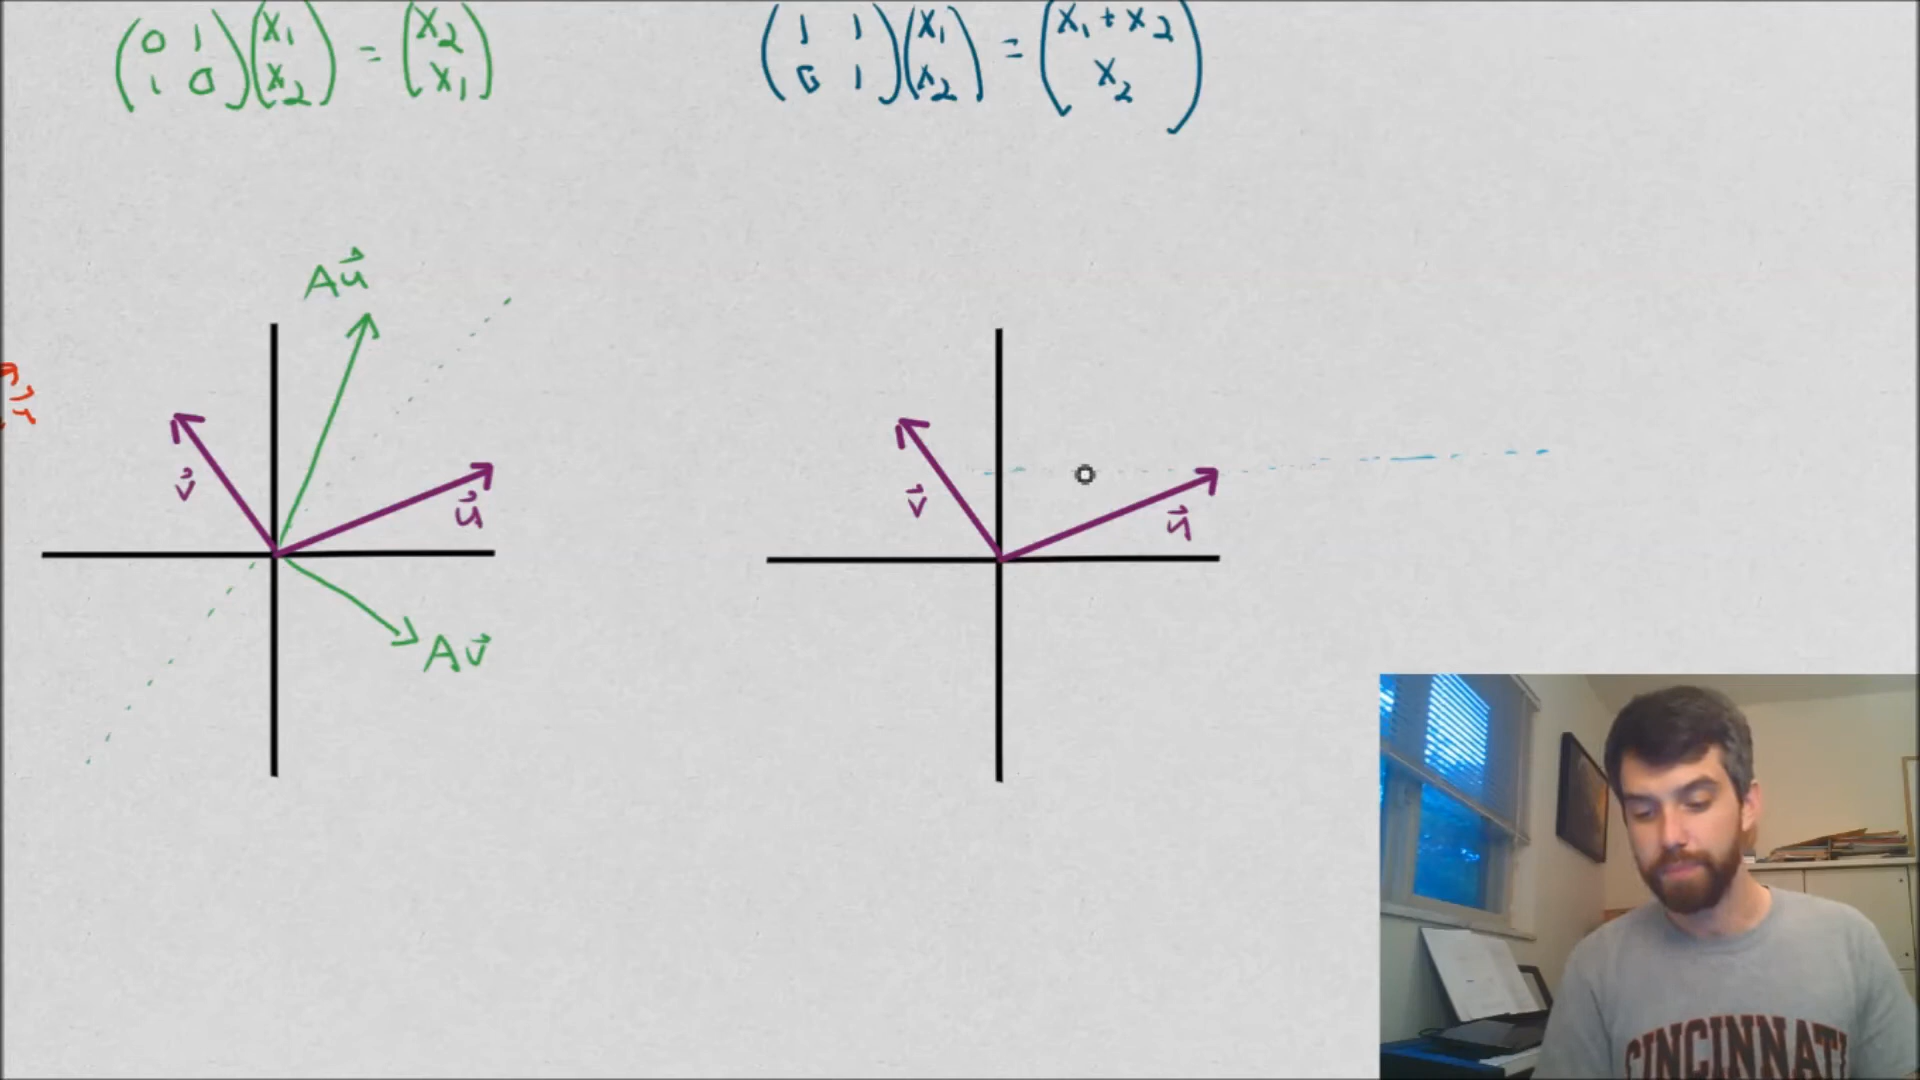 (0 1; 1 0)(x₁; x₂) = (x₂; x₁)
(1 1; 0 1)(x₁; x₂) = (x₁ + x₂; x₂)
Au⃗
v⃗
u⃗
Av⃗
v⃗
u⃗
CINCINNATI